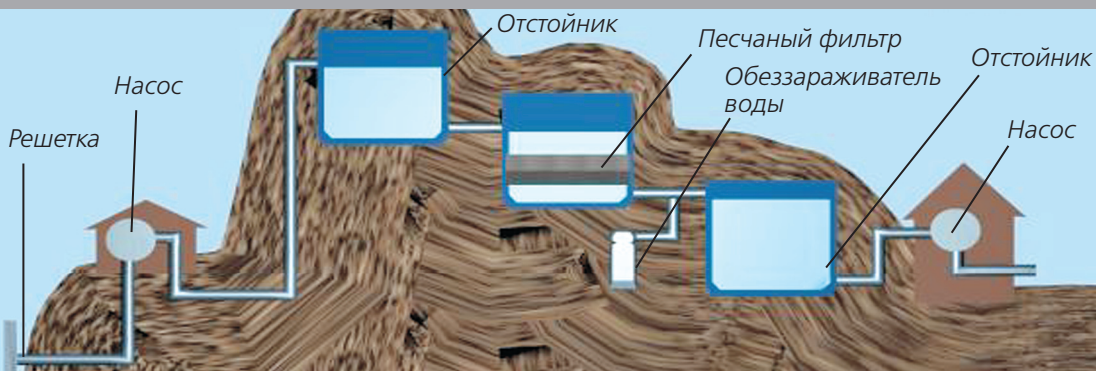 Решетка
Насос
Отстойник
Песчаный фильтр
Обеззараживатель
воды
Отстойник
Насос